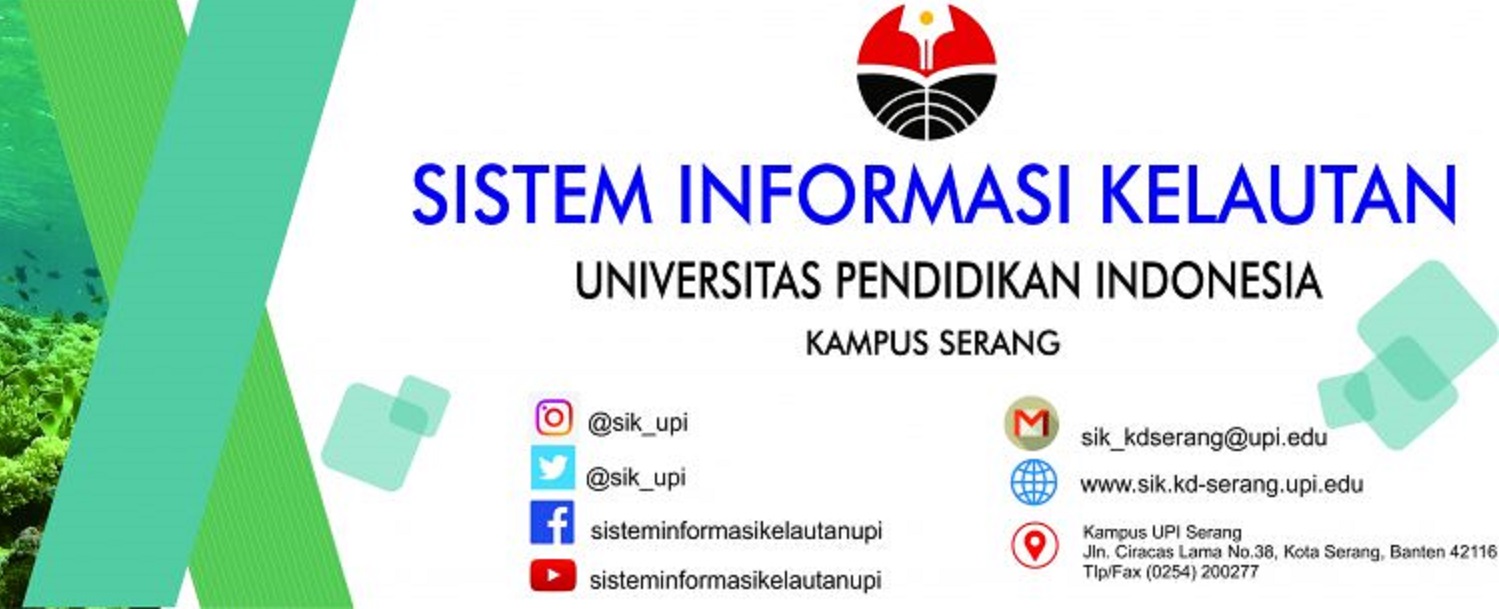 SISTEM INFORMASI KELAUTAN
UNIVERSITAS PENDIDIKAN INDONESIA
KAMPUS SERANG
@sik_upi
@sik_upi
sisteminformasikelautanupi
sisteminformasikelautanupi
sik_kdserang@upi.edu
www.sik.kd-serang.upi.edu
Kampus UPI Serang
Jln. Ciracas Lama No.38, Kota Serang, Banten 42116
Tlp/Fax (0254) 200277